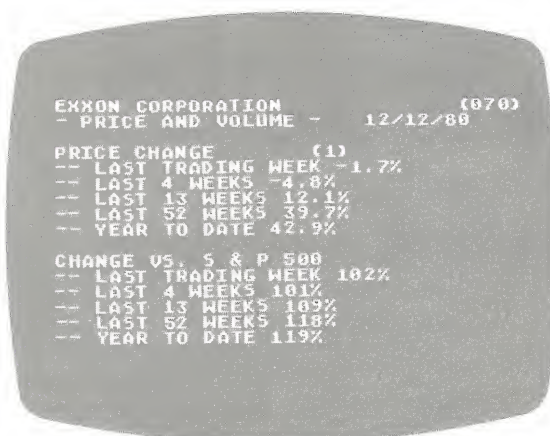 EXXON CORPORATION (070)
- PRICE AND VOLUME - 12/12/80
PRICE CHANGE (1)
-- LAST TRADING WEEK -1.7%
-- LAST 4 WEEKS -4.8%
-- LAST 13 WEEKS 12.1%
-- LAST 52 WEEKS 39.7%
-- YEAR TO DATE 42.9%
CHANGE VS. S & P 500
-- LAST TRADING WEEK 102%
-- LAST 4 WEEKS 101%
-- LAST 13 WEEKS 109%
-- LAST 52 WEEKS 118%
-- YEAR TO DATE 119%